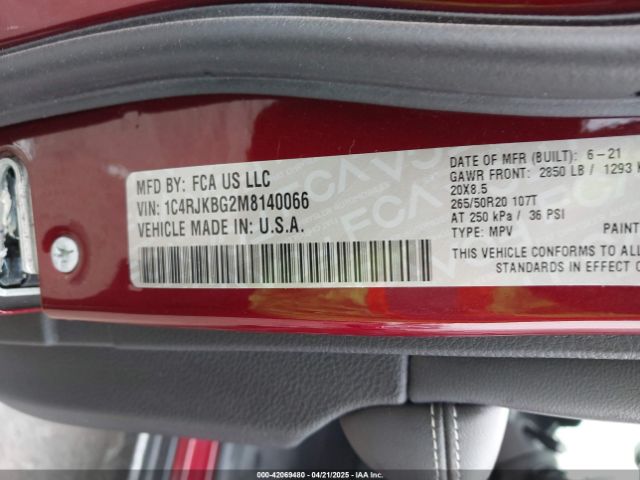 MFD BY: FCA US LLC
VIN: 1C4RJKBG2M8140066
VEHICLE MADE IN: U.S.A.
DATE OF MFR (BUILT): 6-21
GAWR FRONT: 2850 LB / 1293 K
20X8.5
265/50R20 107T
AT 250 kPa / 36 PSI
TYPE: MPV PAINT
THIS VEHICLE CONFORMS TO ALL
STANDARDS IN EFFECT O
000-42069480 - 04/21/2025 - IAAI.COM